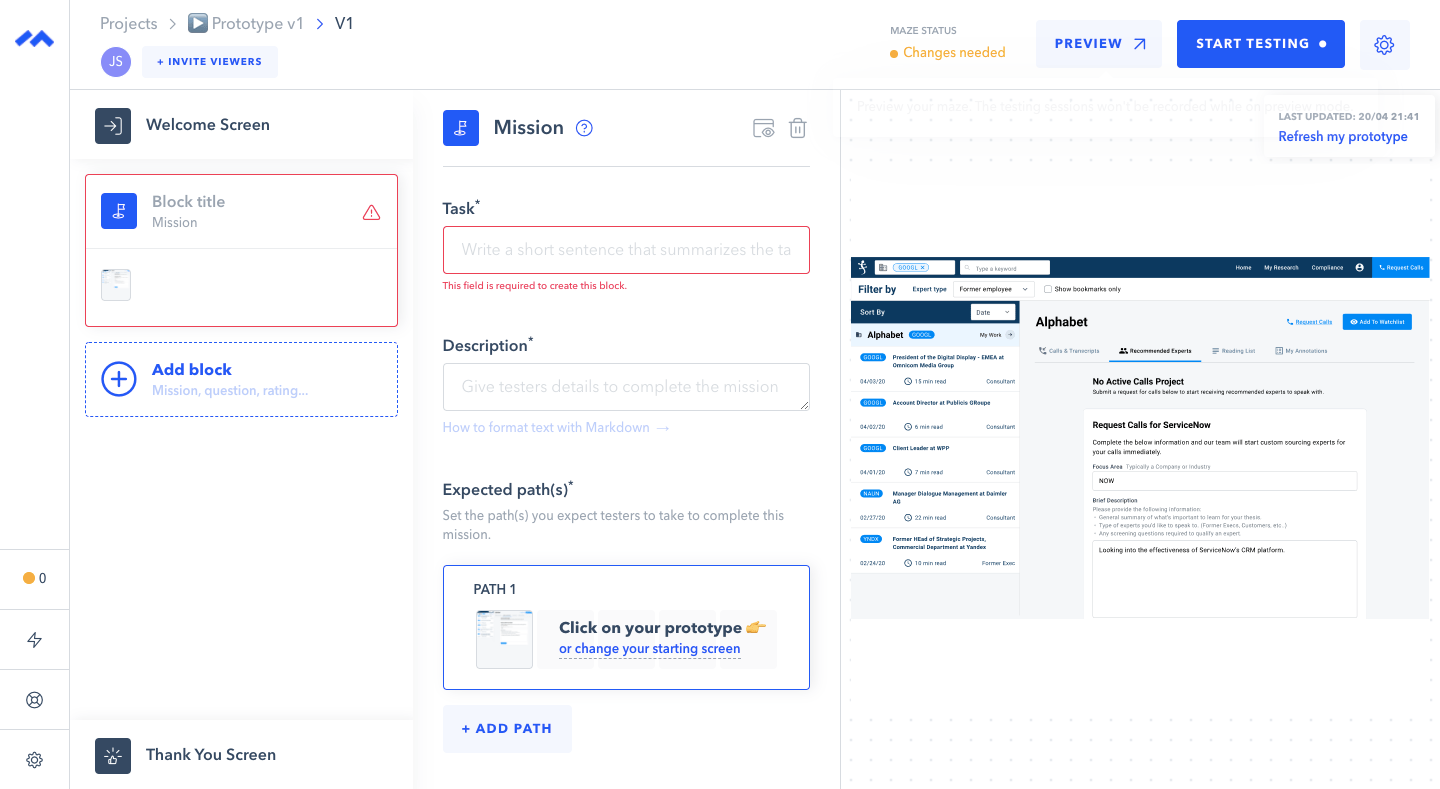 Projects > Prototype v1 > V1
JS
+ INVITE VIEWERS
MAZE STATUS
Changes needed
PREVIEW
START TESTING
Preview your maze. The testing sessions won't be recorded while on preview mode.
LAST UPDATED: 20/04 21:41
Refresh my prototype
Welcome Screen
Block title
Mission
Add block
Mission, question, rating...
Thank You Screen
0
Mission
Task*
Write a short sentence that summarizes the ta
This field is required to create this block.
Description*
Give testers details to complete the mission
How to format text with Markdown →
Expected path(s)*
Set the path(s) you expect testers to take to complete this
mission.
PATH 1
Click on your prototype
or change your starting screen
+ ADD PATH
GOOGL ×
Type a keyword
Home
My Research
Compliance
Request Calls
Filter by
Expert type
Former employee
Show bookmarks only
Sort By
Date
Alphabet
GOOGL
My Work
GOOGL
President of the Digital Display - EMEA at
Omnicom Media Group
04/03/20
15 min read
Consultant
GOOGL
Account Director at Publicis GRoupe
04/02/20
6 min read
Consultant
GOOGL
Client Leader at WPP
04/01/20
7 min read
Consultant
NAUN
Manager Dialogue Management at Daimler
AG
02/27/20
22 min read
Consultant
YNDX
Former HEad of Strategic Projects,
Commercial Department at Yandex
02/24/20
10 min read
Former Exec
Alphabet
Request Calls
Add To Watchlist
Calls & Transcripts
Recommended Experts
Reading List
My Annotations
No Active Calls Project
Submit a request for calls below to start receiving recommended experts to speak with.
Request Calls for ServiceNow
Complete the below information and our team will start custom sourcing experts for
your calls immediately.
Focus Area Typically a Company or Industry
NOW
Brief Description
Please provide the following information:
- General summary of what's important to learn for your thesis.
- Type of experts you'd like to speak to. (Former Execs, Customers, etc..)
- Any screening questions required to qualify an expert.
Looking into the effectiveness of ServiceNow's CRM platform.